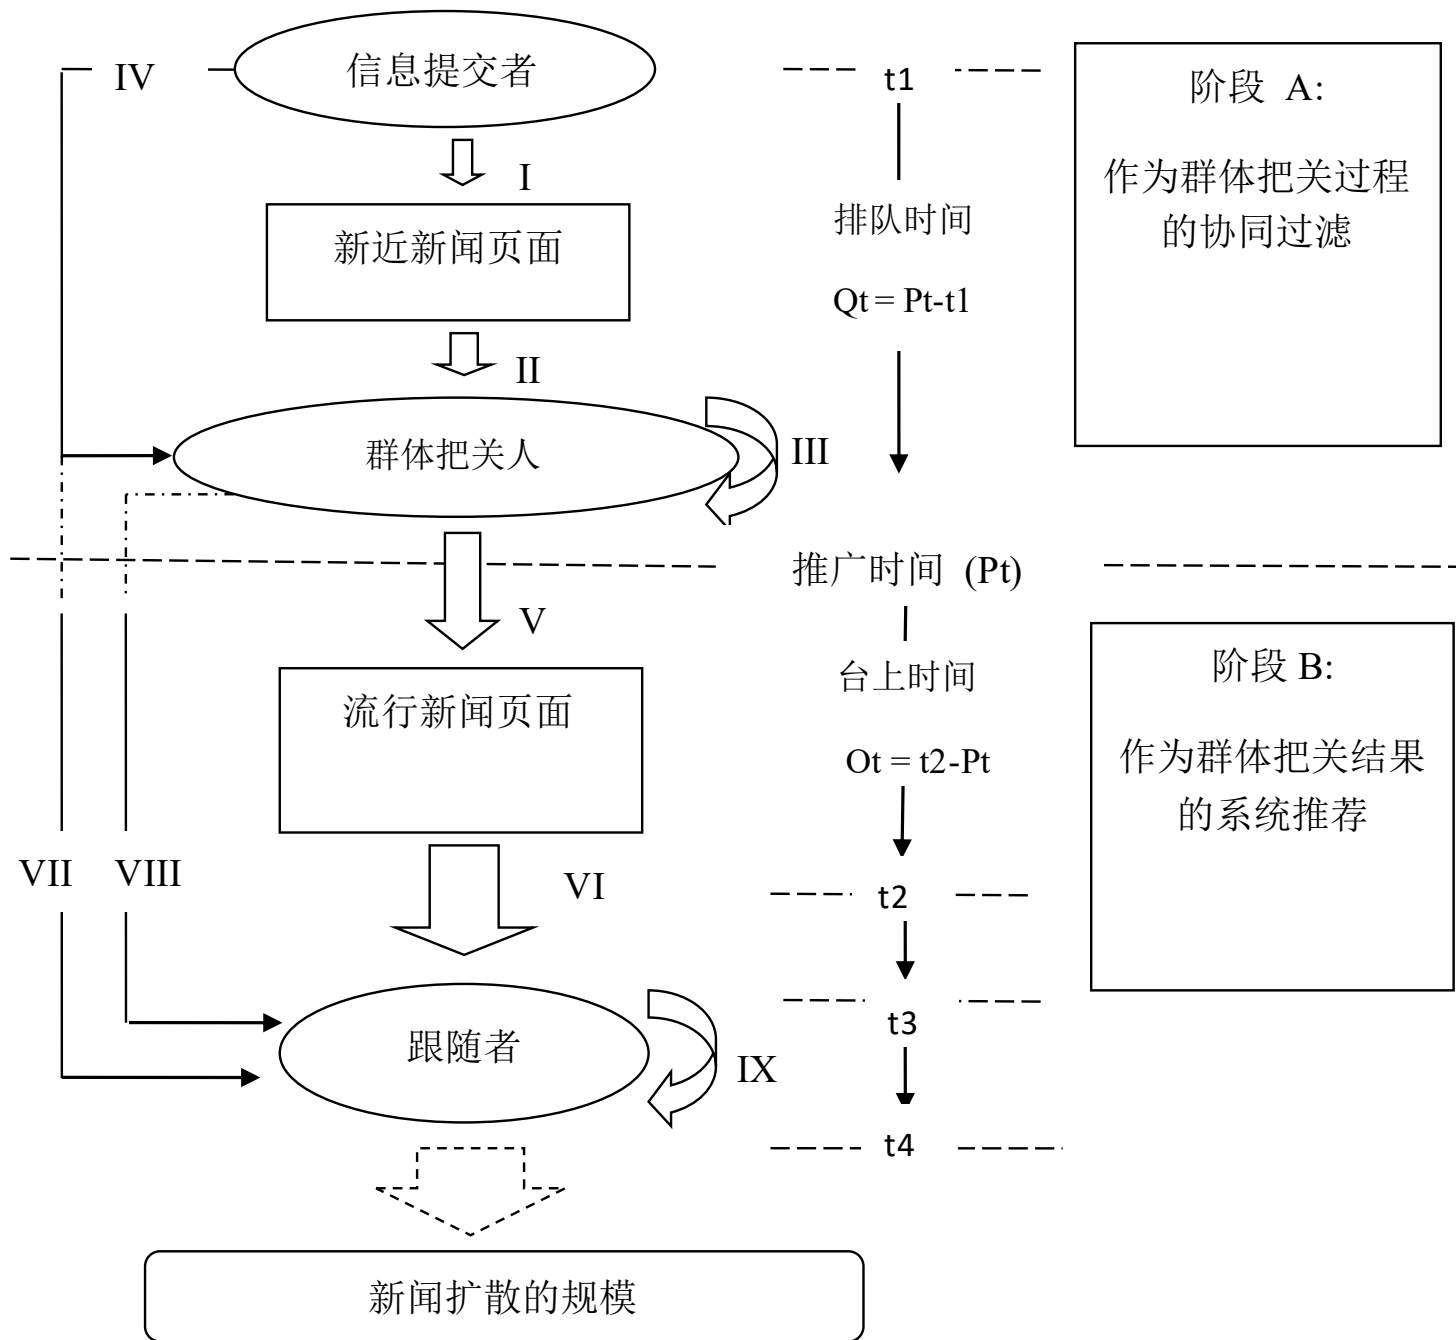 IV
信息提交者
t1
阶段 A:
作为群体把关过程
的协同过滤
I
新近新闻页面
排队时间
Qt = Pt-t1
II
群体把关人
III
推广时间 (Pt)
V
流行新闻页面
台上时间
Ot = t2-Pt
阶段 B:
作为群体把关结果
的系统推荐
VII
VIII
VI
t2
t3
跟随者
IX
t4
新闻扩散的规模